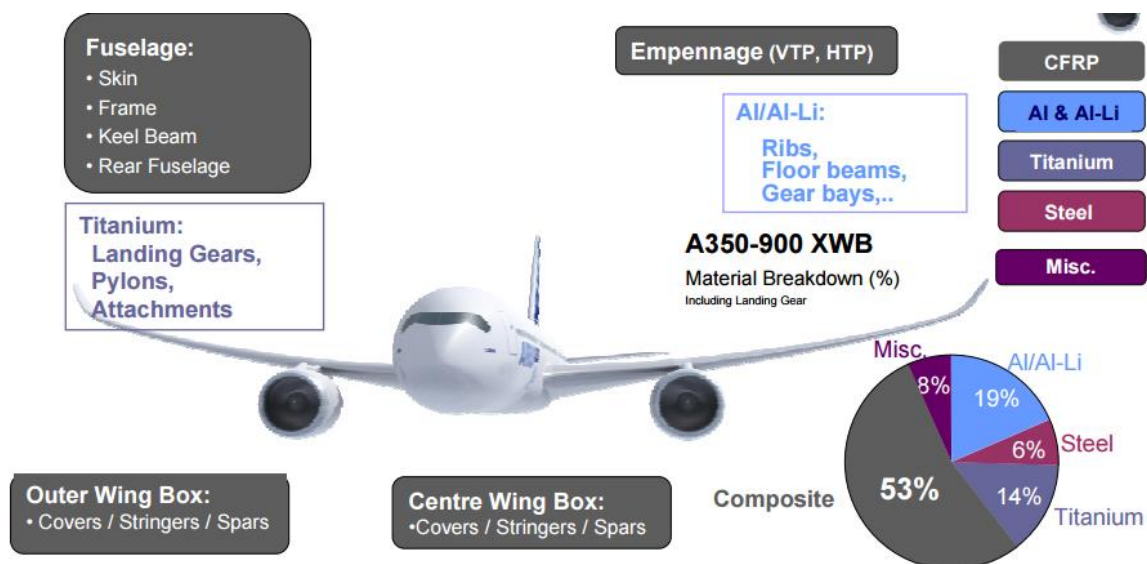 Fuselage:
• Skin
• Frame
• Keel Beam
• Rear Fuselage
Empennage (VTP, HTP)
CFRP
Al & Al-Li
Titanium
Steel
Misc.
Al/Al-Li:
Ribs,
Floor beams,
Gear bays,..
Titanium:
Landing Gears,
Pylons,
Attachments
A350-900 XWB
Material Breakdown (%)
Including Landing Gear
Misc.
8%
Al/Al-Li
19%
Steel
6%
Composite
53%
14%
Titanium
Outer Wing Box:
• Covers / Stringers / Spars
Centre Wing Box:
•Covers / Stringers / Spars